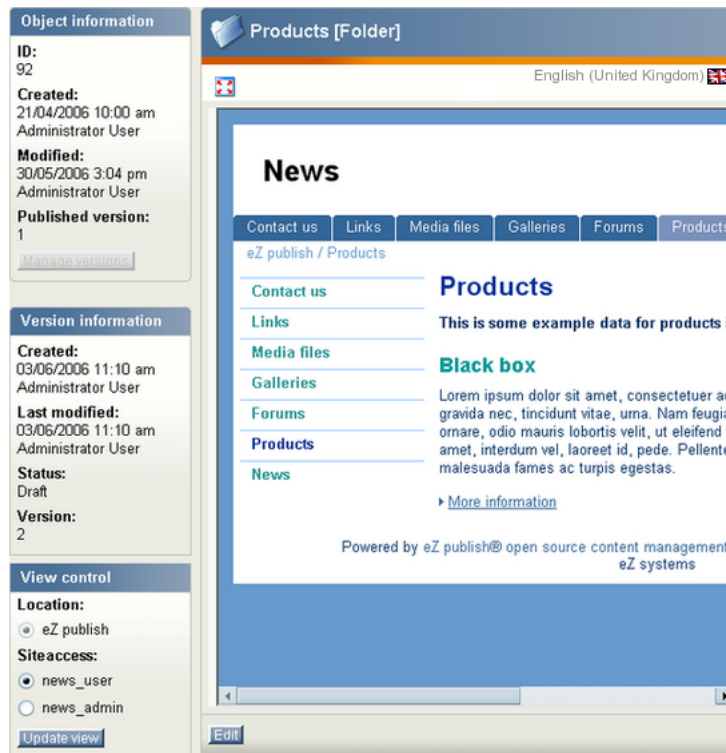 Object information
ID:
92
Created:
21/04/2006 10:00 am
Administrator User
Modified:
30/05/2006 3:04 pm
Administrator User
Published version:
1
Manage versions
Version information
Created:
03/06/2006 11:10 am
Administrator User
Last modified:
03/06/2006 11:10 am
Administrator User
Status:
Draft
Version:
2
View control
Location:
eZ publish
Siteaccess:
news_user
news_admin
Update view
Products [Folder]
English (United Kingdom)
News
Contact us Links Media files Galleries Forums Products
eZ publish / Products
Contact us
Links
Media files
Galleries
Forums
Products
News
Products
This is some example data for products
Black box
Lorem ipsum dolor sit amet, consectetuer
gravida nec, tincidunt vitae, urna. Nam
ornare, odio mauris lobortis velit, ut eleifend
amet, interdum vel, laoreet id, pede.
malesuada fames ac turpis egestas.
More information
Powered by eZ publish® open source content management
eZ systems
Edit